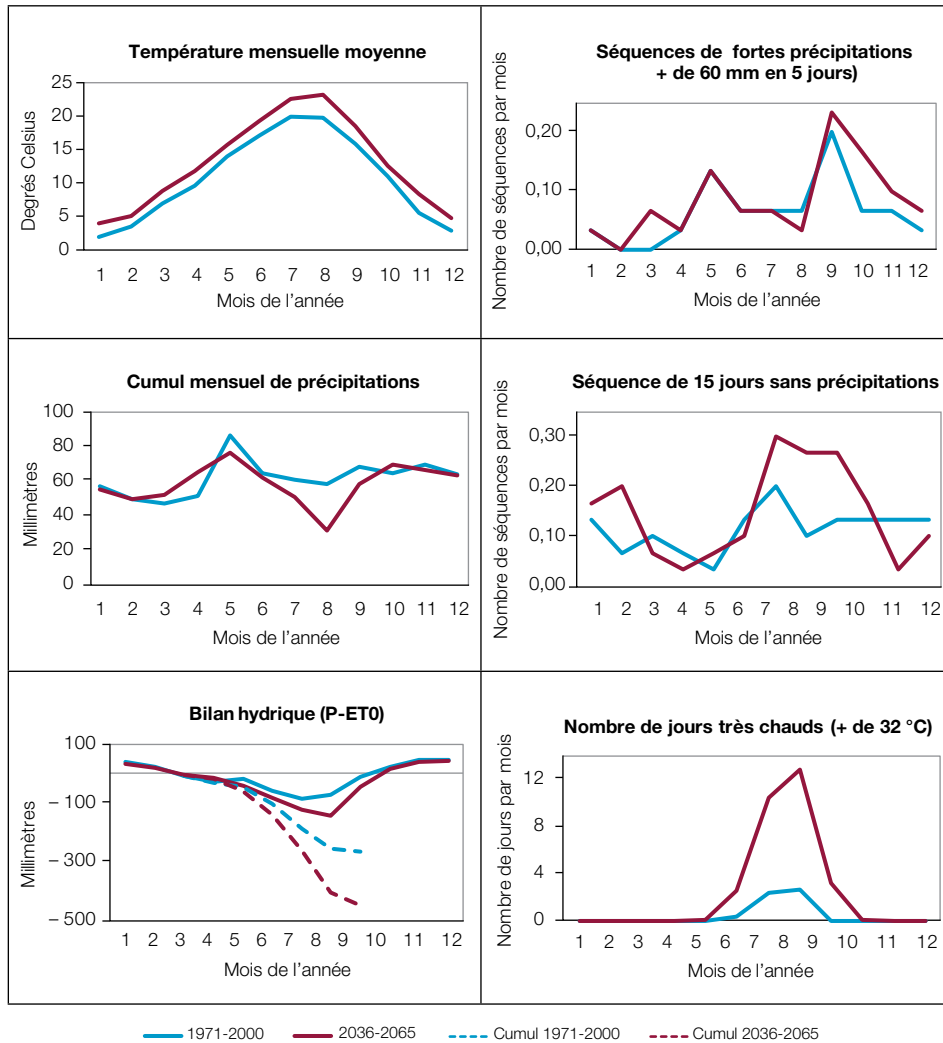 Température mensuelle moyenne
Degrés Celsius
25
20
15
10
5
0
1 2 3 4 5 6 7 8 9 10 11 12
Mois de l'année
Séquences de fortes précipitations
+ de 60 mm en 5 jours)
Nombre de séquences par mois
0,20
0,10
0,00
1 2 3 4 5 6 7 8 9 10 11 12
Mois de l'année
Cumul mensuel de précipitations
Millimètres
100
80
60
40
20
0
1 2 3 4 5 6 7 8 9 10 11 12
Mois de l'année
Séquence de 15 jours sans précipitations
Nombre de séquences par mois
0,30
0,20
0,10
0,00
1 2 3 4 5 6 7 8 9 10 11 12
Mois de l'année
Bilan hydrique (P-ET0)
Millimètres
100
– 100
– 300
– 500
1 2 3 4 5 6 7 8 9 10 11 12
Mois de l'année
Nombre de jours très chauds (+ de 32 °C)
Nombre de jours par mois
12
8
4
0
1 2 3 4 5 6 7 8 9 10 11 12
Mois de l'année
1971-2000 2036-2065 Cumul 1971-2000 Cumul 2036-2065